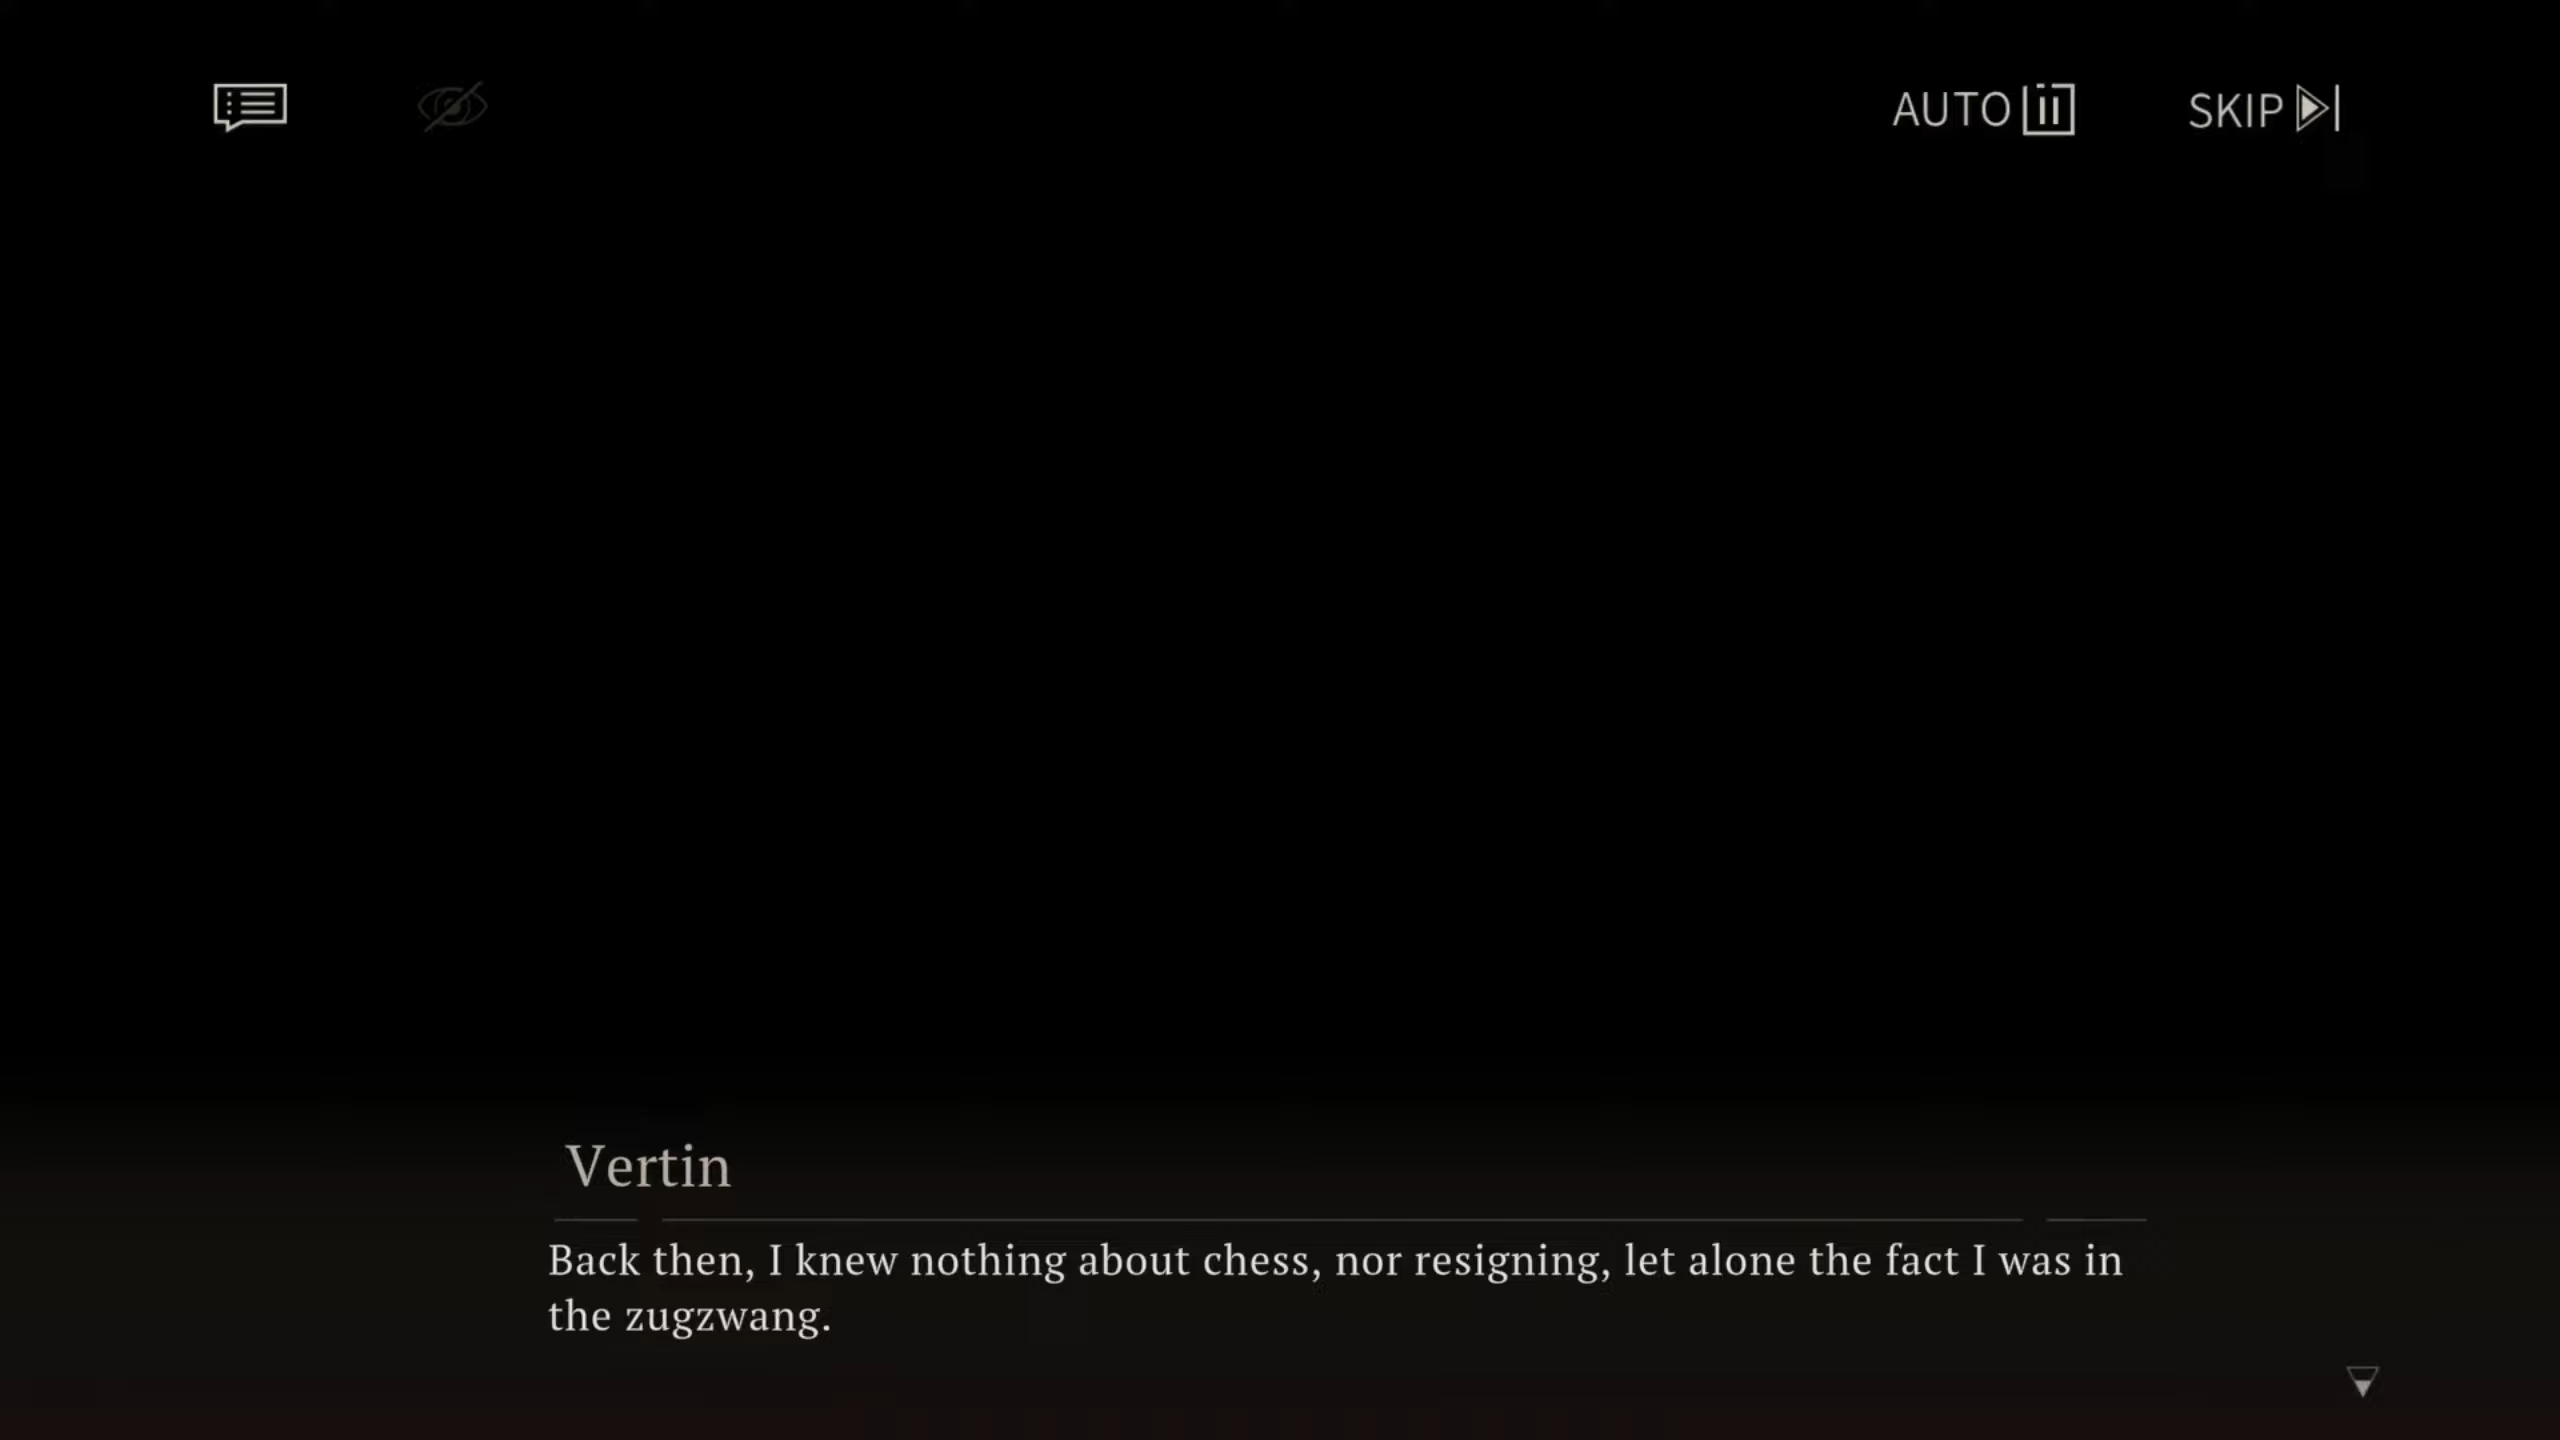 AUTO
SKIP
Vertin
Back then, I knew nothing about chess, nor resigning, let alone the fact I was in
the zugzwang.